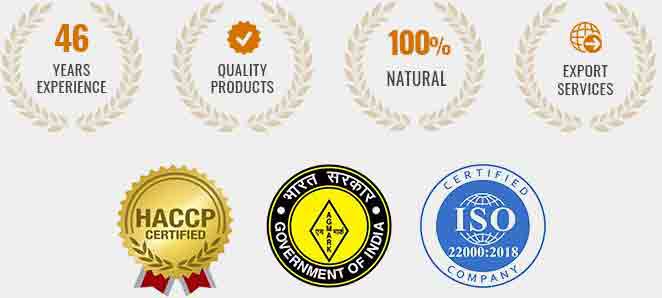 46
YEARS
EXPERIENCE
QUALITY
PRODUCTS
100%
NATURAL
EXPORT
SERVICES
HACCP
CERTIFIED
भारत सरकार
AGMARK
एग मार्क
GOVERNMENT OF INDIA
CERTIFIED
ISO
22000:2018
COMPANY